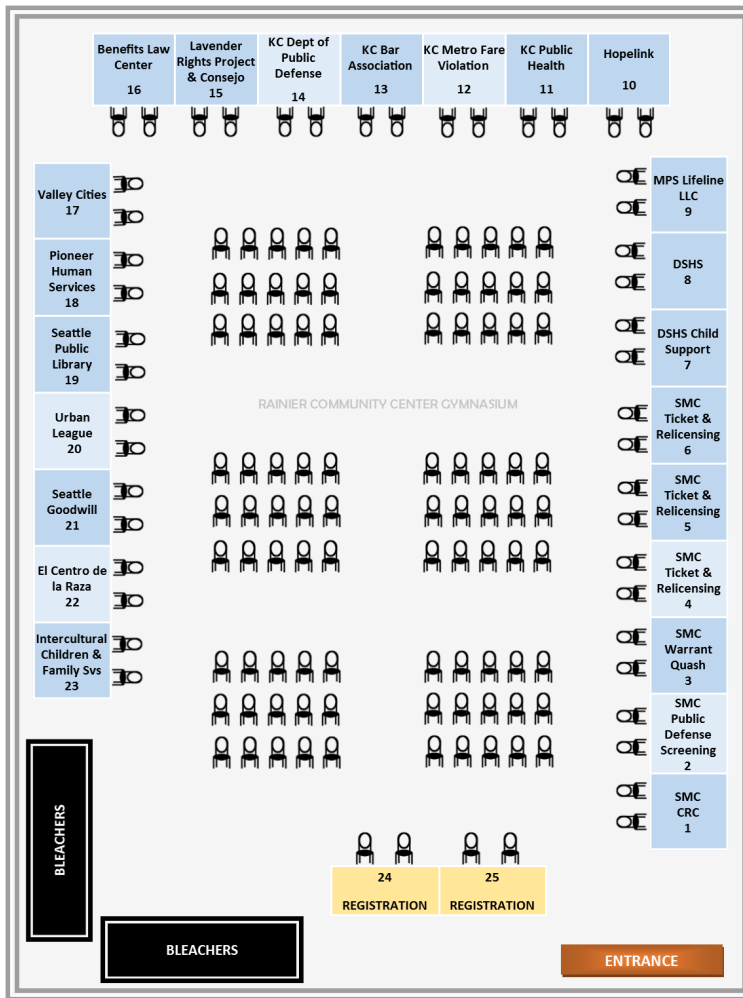 Benefits Law
Center
16
Lavender
Rights Project
& Consejo
15
KC Dept of
Public
Defense
14
KC Bar
Association
13
KC Metro Fare
Violation
12
KC Public
Health
11
Hopelink
10
Valley Cities
17
Pioneer
Human
Services
18
Seattle
Public
Library
19
Urban
League
20
Seattle
Goodwill
21
El Centro de
la Raza
22
Intercultural
Children &
Family Svs
23
MPS Lifeline
LLC
9
DSHS
8
DSHS Child
Support
7
SMC
Ticket &
Relicensing
6
SMC
Ticket &
Relicensing
5
SMC
Ticket &
Relicensing
4
SMC
Warrant
Quash
3
SMC
Public
Defense
Screening
2
SMC
CRC
1
RAINIER COMMUNITY CENTER GYMNASIUM
24
REGISTRATION
25
REGISTRATION
BLEACHERS
BLEACHERS
ENTRANCE